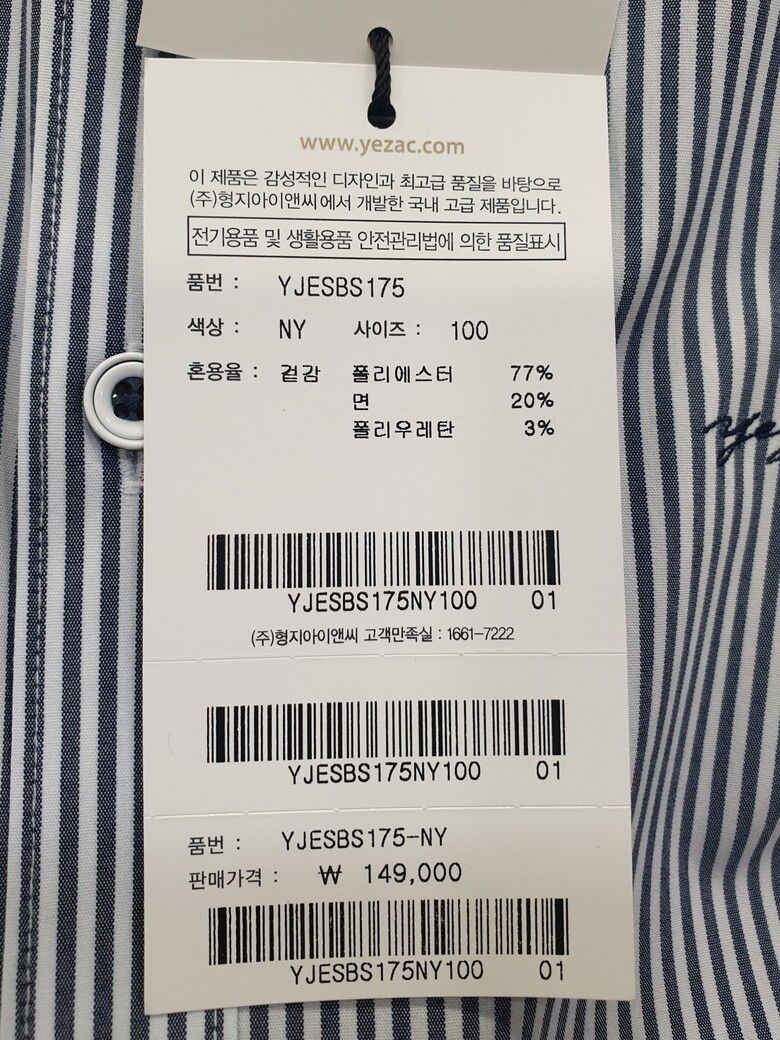 www.yezac.com
이 제품은 감성적인 디자인과 최고급 품질을 바탕으로
(주)형지아이앤씨에서 개발한 국내 고급 제품입니다.
전기용품 및 생활용품 안전관리법에 의한 품질표시
품번 : YJESBS175
색상 : NY 사이즈 : 100
혼용율 : 겉감 폴리에스터 77%
면 20%
폴리우레탄 3%
YJESBS175NY100 01
(주)형지아이앤씨 고객만족실 : 1661-7222
YJESBS175NY100 01
품번 : YJESBS175-NY
판매가격 : ₩ 149,000
YJESBS175NY100 01